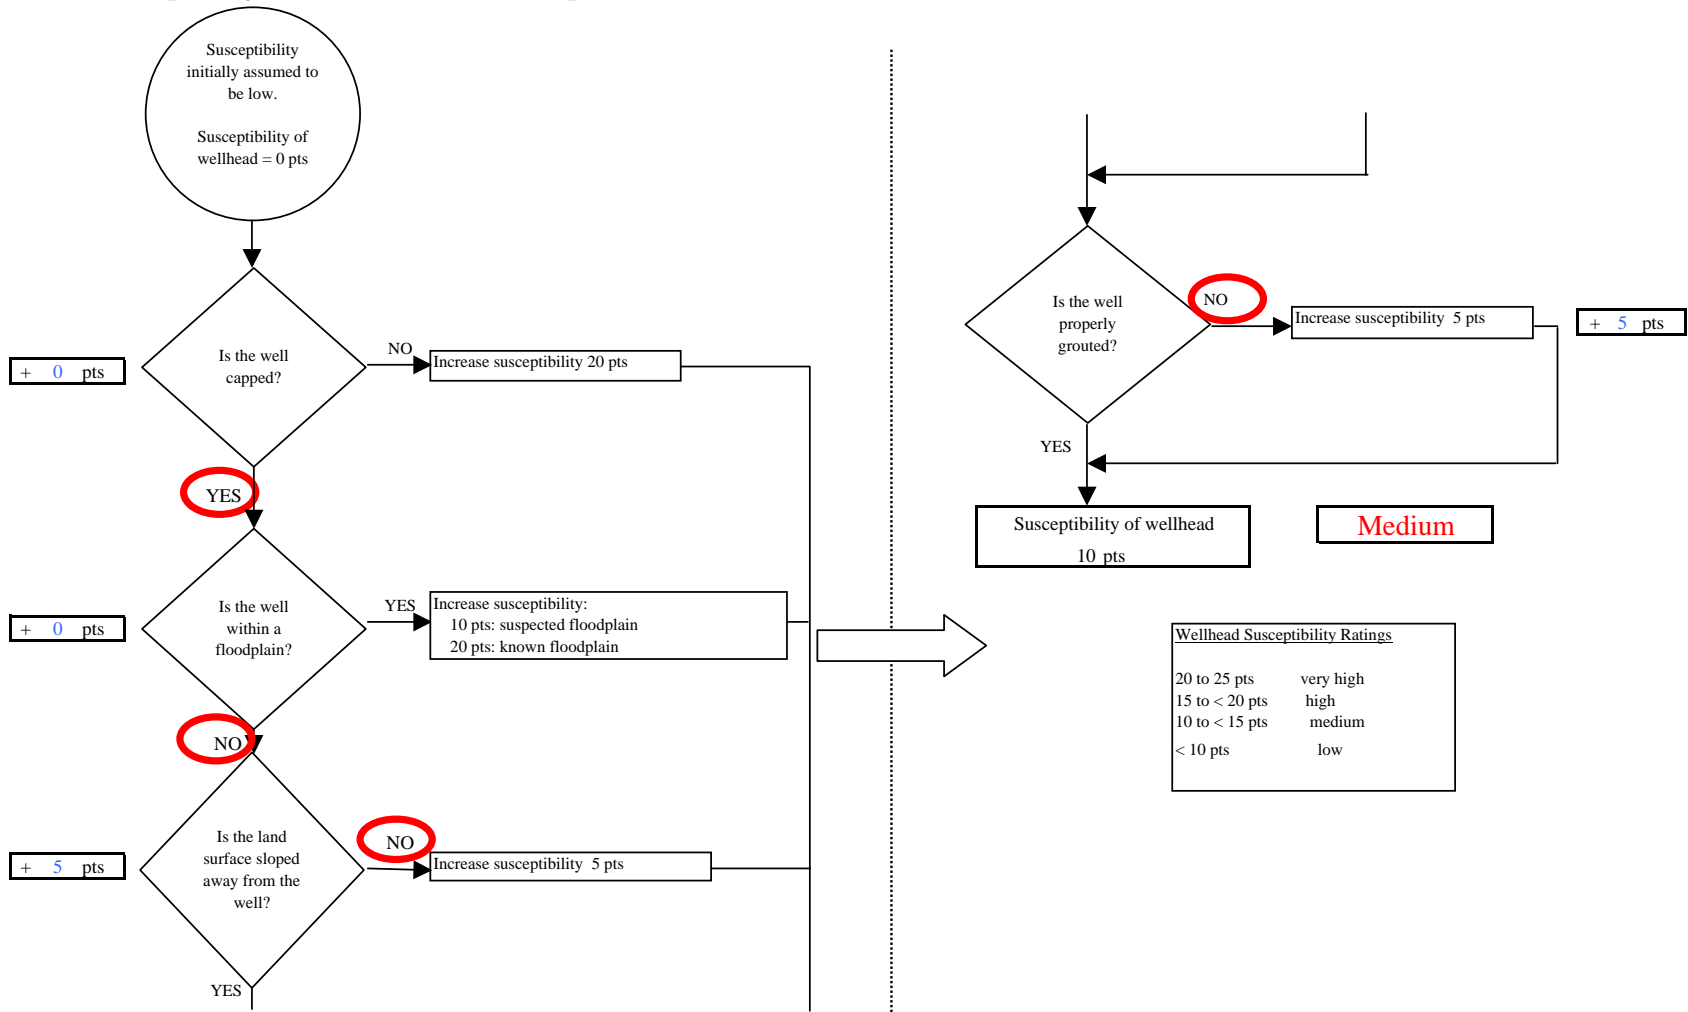 Susceptibility
initially assumed to
be low.
Susceptibility of
wellhead = 0 pts
Is the well
capped?
NO
Increase susceptibility 20 pts
+ 0 pts
YES
Is the well
within a
floodplain?
YES
Increase susceptibility:
10 pts: suspected floodplain
20 pts: known floodplain
+ 0 pts
NO
Is the land
surface sloped
away from the
well?
NO
Increase susceptibility 5 pts
+ 5 pts
YES
Is the well
properly
grouted?
NO
Increase susceptibility 5 pts
+ 5 pts
YES
Susceptibility of wellhead
10 pts
Medium
Wellhead Susceptibility Ratings
20 to 25 pts very high
15 to < 20 pts high
10 to < 15 pts medium
< 10 pts low